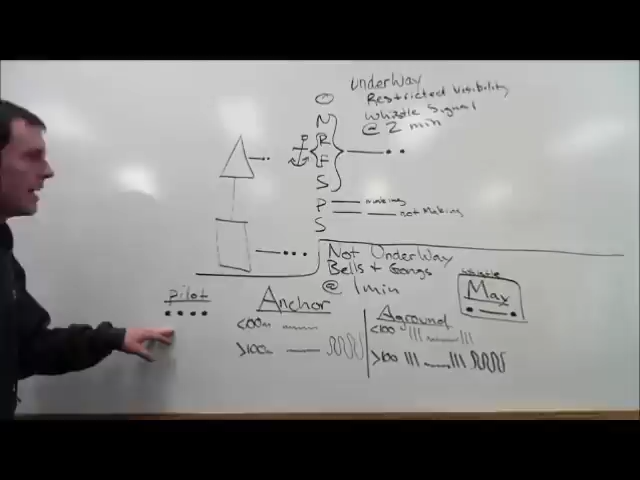 UnderWay
Restricted Visibility
Whistle Signal
@ 2 min
O
N
R
F
S
P making
not Making
S
Not UnderWay
Bells + Gongs
@ 1 min
Pilot
Anchor
<100m
>100m
Aground
<100
>100
whistle
Max